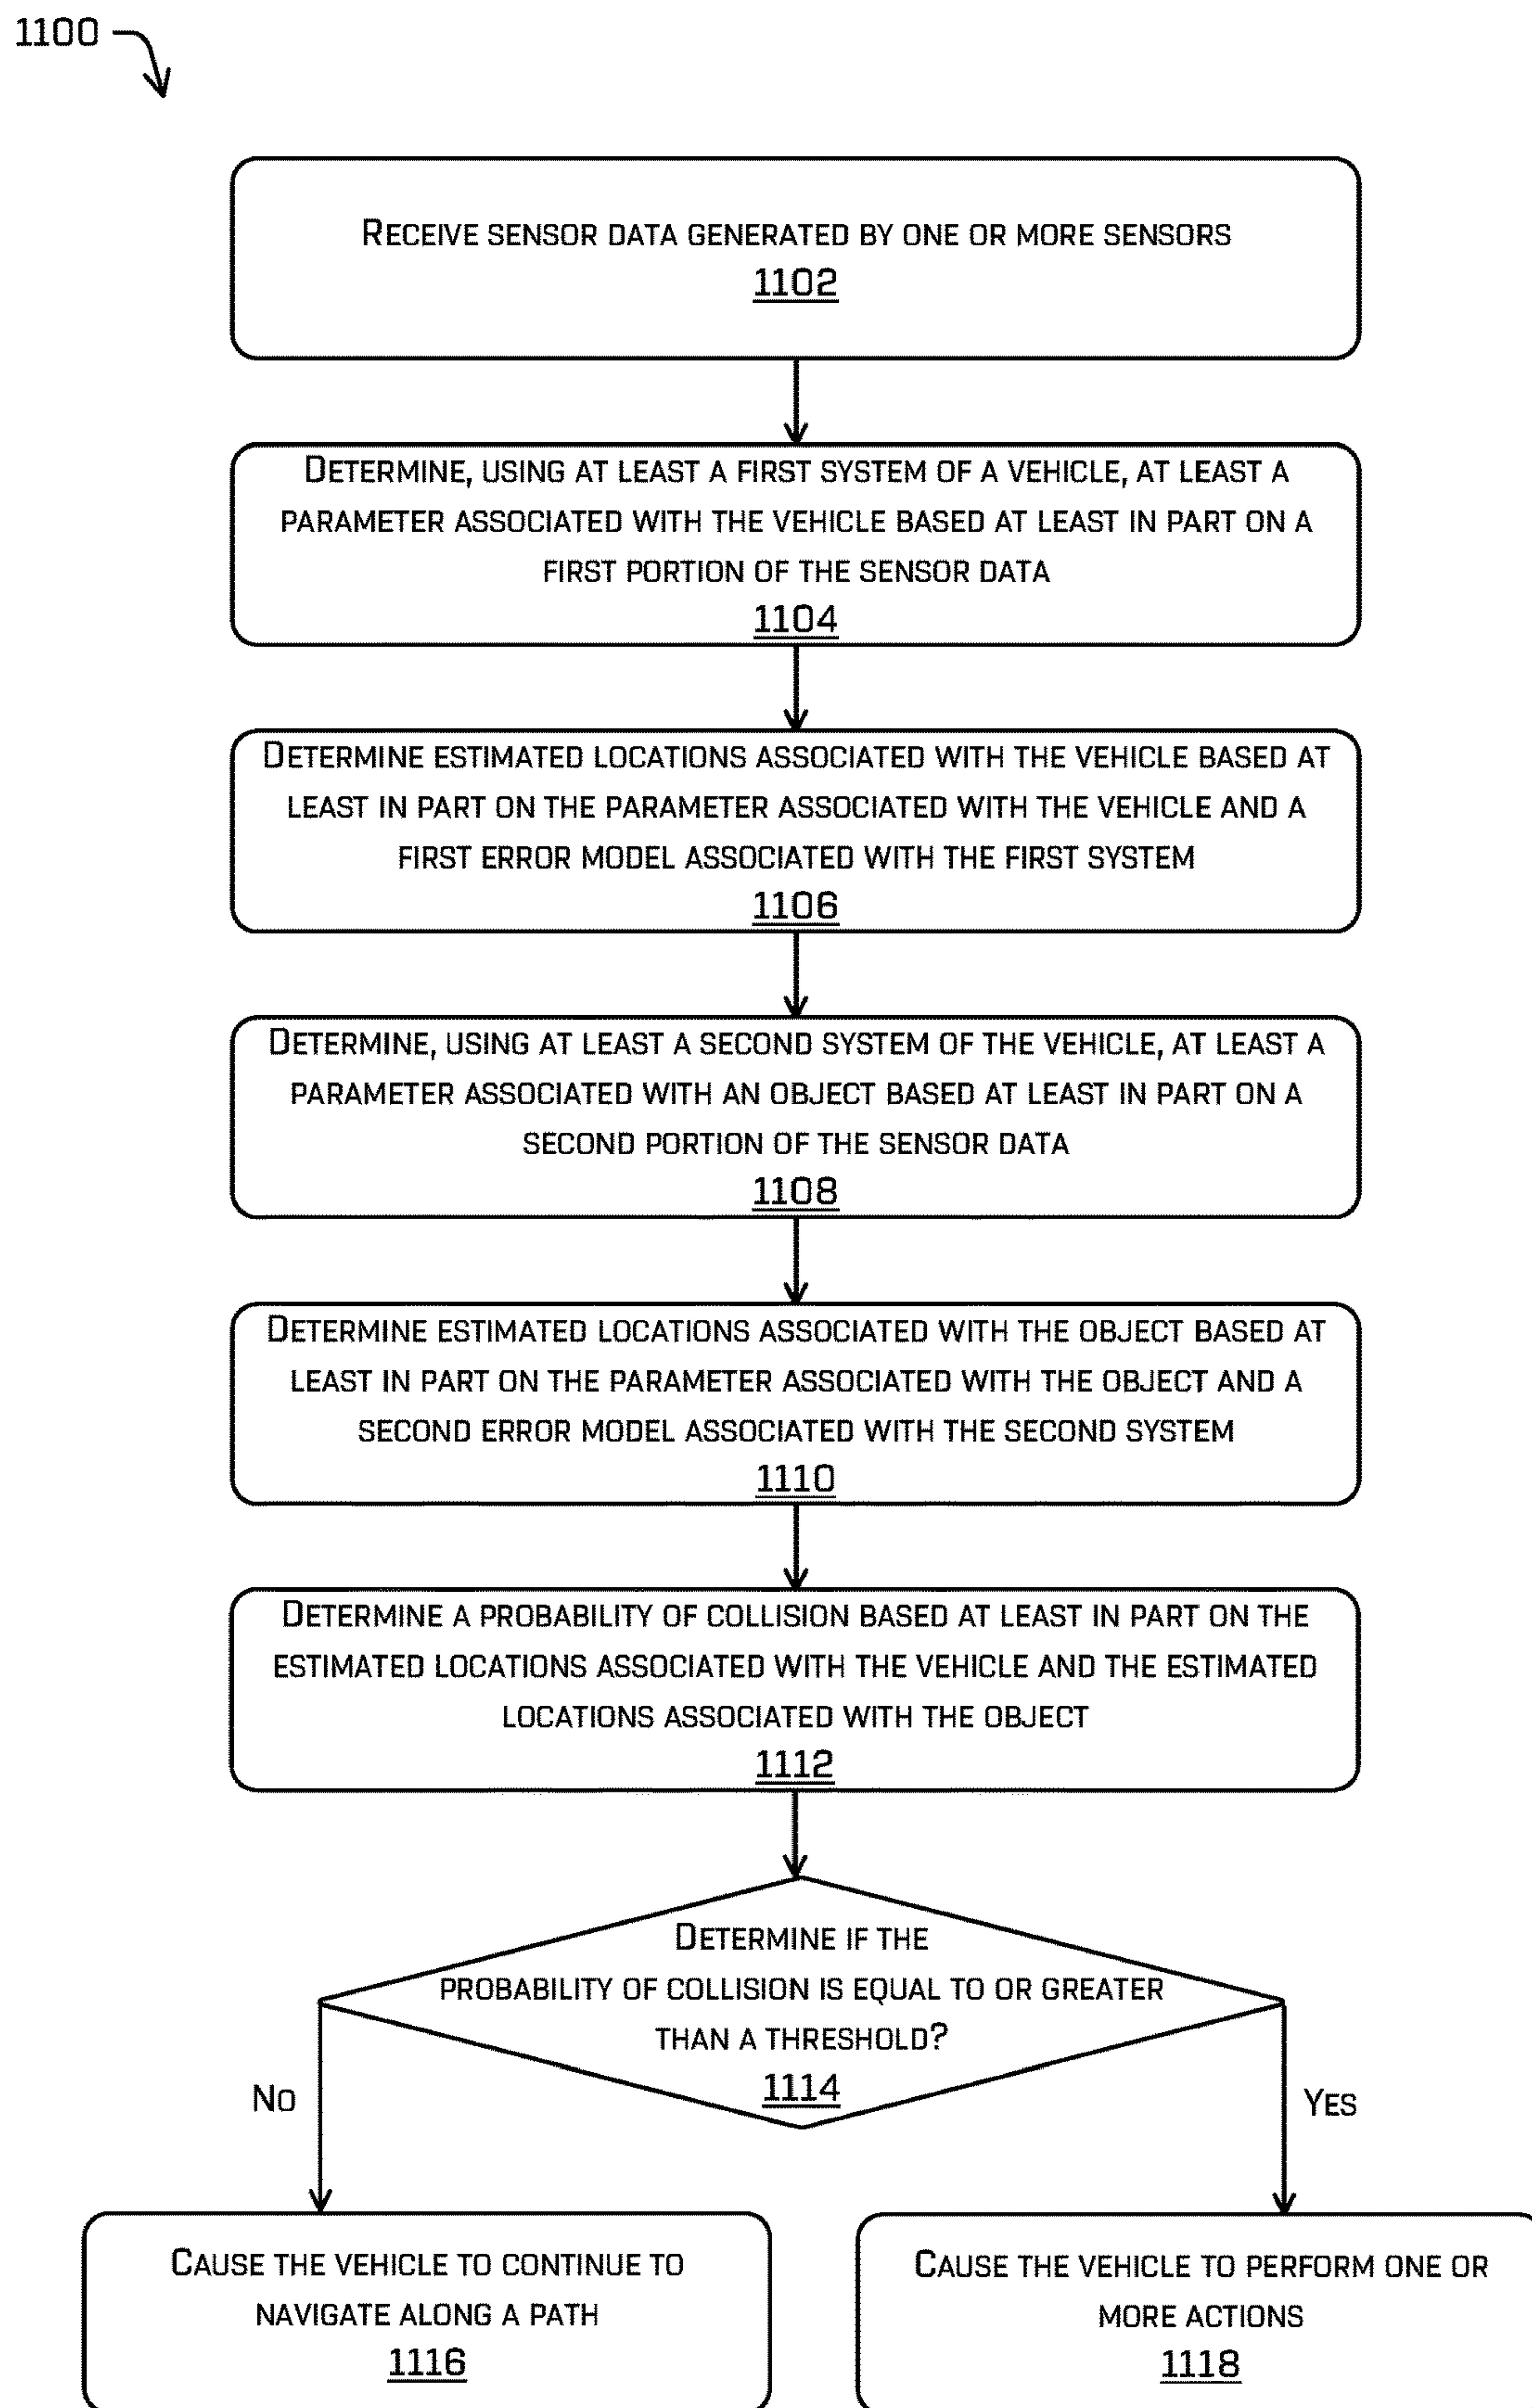 1100
Receive sensor data generated by one or more sensors
1102
Determine, using at least a first system of a vehicle, at least a
parameter associated with the vehicle based at least in part on a
first portion of the sensor data
1104
Determine estimated locations associated with the vehicle based at
least in part on the parameter associated with the vehicle and a
first error model associated with the first system
1106
Determine, using at least a second system of the vehicle, at least a
parameter associated with an object based at least in part on a
second portion of the sensor data
1108
Determine estimated locations associated with the object based at
least in part on the parameter associated with the object and a
second error model associated with the second system
1110
Determine a probability of collision based at least in part on the
estimated locations associated with the vehicle and the estimated
locations associated with the object
1112
Determine if the
probability of collision is equal to or greater
than a threshold?
1114
No
Yes
Cause the vehicle to continue to
navigate along a path
1116
Cause the vehicle to perform one or
more actions
1118